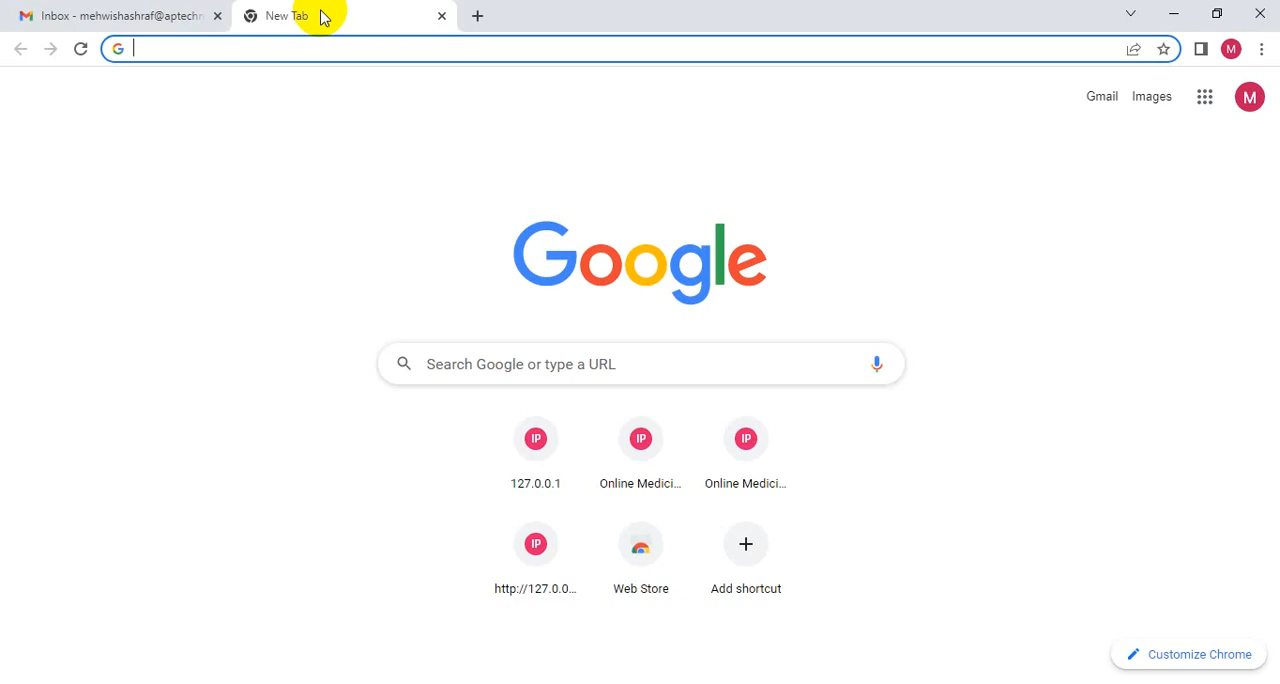 Inbox - mehwishashraf@aptechn
New Tab
M
Gmail Images
M
Google
Search Google or type a URL
IP IP IP
127.0.0.1 Online Medici... Online Medici...
IP
http://127.0.0... Web Store Add shortcut
Customize Chrome